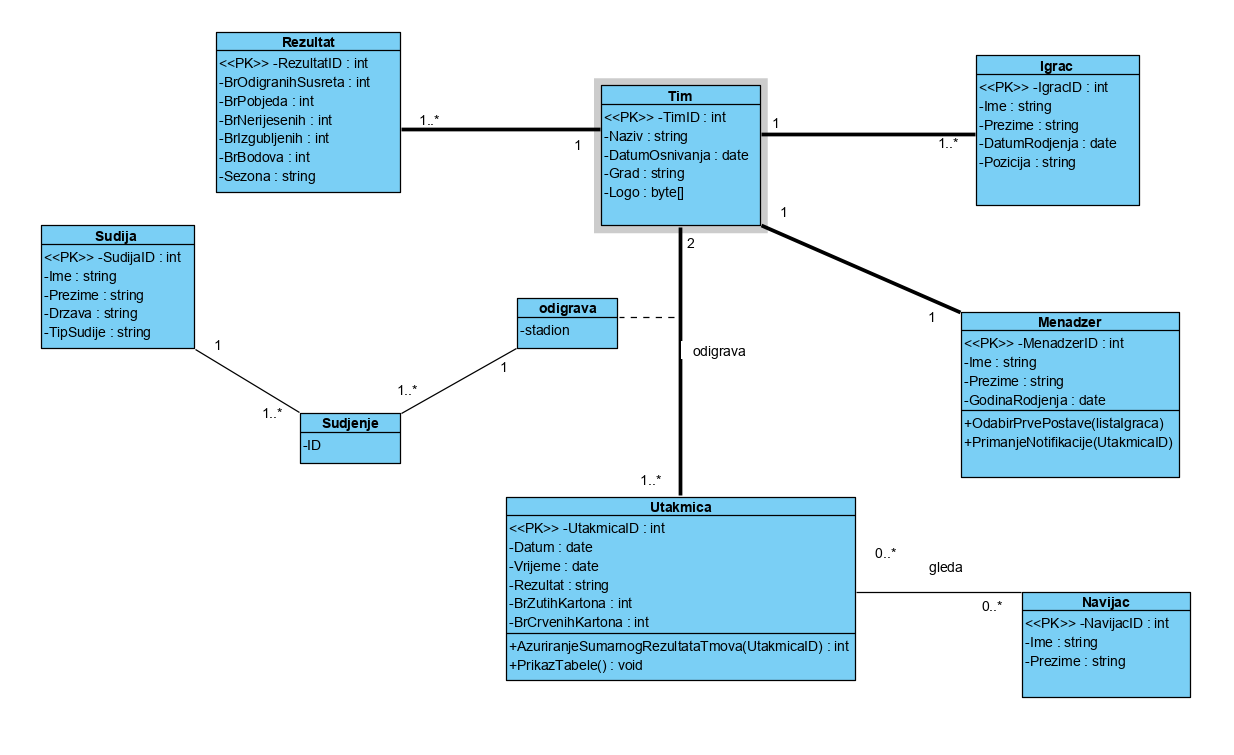 Rezultat
<<PK>> -RezultatID : int
-BrOdigranihSusreta : int
-BrPobjeda : int
-BrNerijesenih : int
-BrIzgubljenih : int
-BrBodova : int
-Sezona : string
1..*
1
Tim
<<PK>> -TimID : int
-Naziv : string
-DatumOsnivanja : date
-Grad : string
-Logo : byte[]
1
1..*
Igrac
<<PK>> -IgracID : int
-Ime : string
-Prezime : string
-DatumRodjenja : date
-Pozicija : string
1
1
2
Sudija
<<PK>> -SudijaID : int
-Ime : string
-Prezime : string
-Drzava : string
-TipSudije : string
1
1..*
odigrava
-stadion
1
1..*
Sudjenje
-ID
odigrava
1..*
Menadzer
<<PK>> -MenadzerID : int
-Ime : string
-Prezime : string
-GodinaRodjenja : date
+OdabirPrvePostave(listaIgraca)
+PrimanjeNotifikacije(UtakmicaID)
Utakmica
<<PK>> -UtakmicaID : int
-Datum : date
-Vrijeme : date
-Rezultat : string
-BrZutihKartona : int
-BrCrvenihKartona : int
+AzuriranjeSumarnogRezultataTmova(UtakmicaID) : int
+PrikazTabele() : void
0..*
gleda
0..*
Navijac
<<PK>> -NavijacID : int
-Ime : string
-Prezime : string